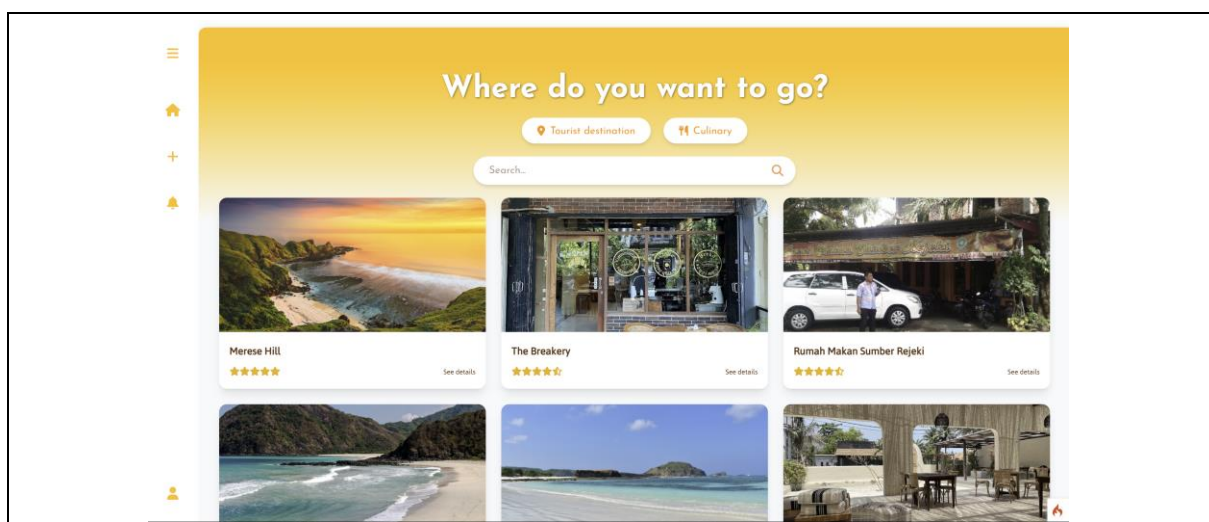 Where do you want to go?
Tourist destination
Culinary
Search...
Merese Hill
The Breakery
Rumah Makan Sumber Rejeki
See details
See details
See details